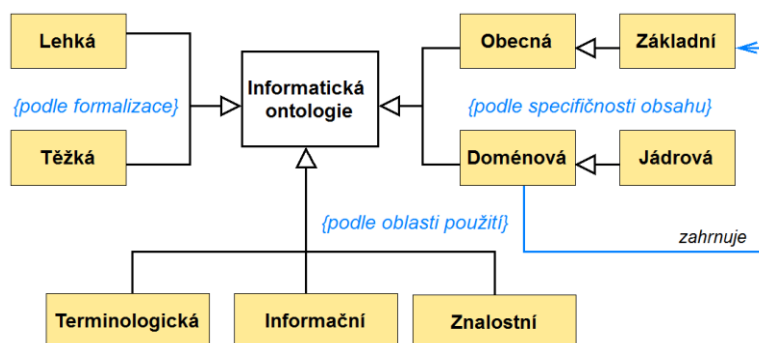 Lehká
Obecná
Základní
Informatická
ontologie
{podle formalizace}
{podle specifičnosti obsahu}
Těžká
Doménová
Jádrová
{podle oblasti použití}
zahrnuje
Terminologická
Informační
Znalostní